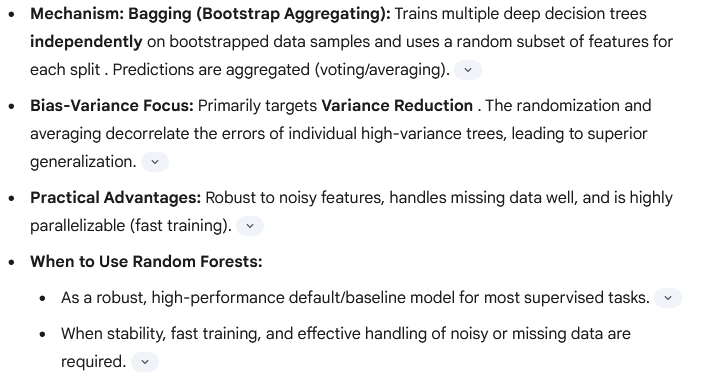 • Mechanism: Bagging (Bootstrap Aggregating): Trains multiple deep decision trees
independently on bootstrapped data samples and uses a random subset of features for
each split . Predictions are aggregated (voting/averaging).
• Bias-Variance Focus: Primarily targets Variance Reduction . The randomization and
averaging decorrelate the errors of individual high-variance trees, leading to superior
generalization.
• Practical Advantages: Robust to noisy features, handles missing data well, and is highly
parallelizable (fast training).
• When to Use Random Forests:
• As a robust, high-performance default/baseline model for most supervised tasks.
• When stability, fast training, and effective handling of noisy or missing data are
required.